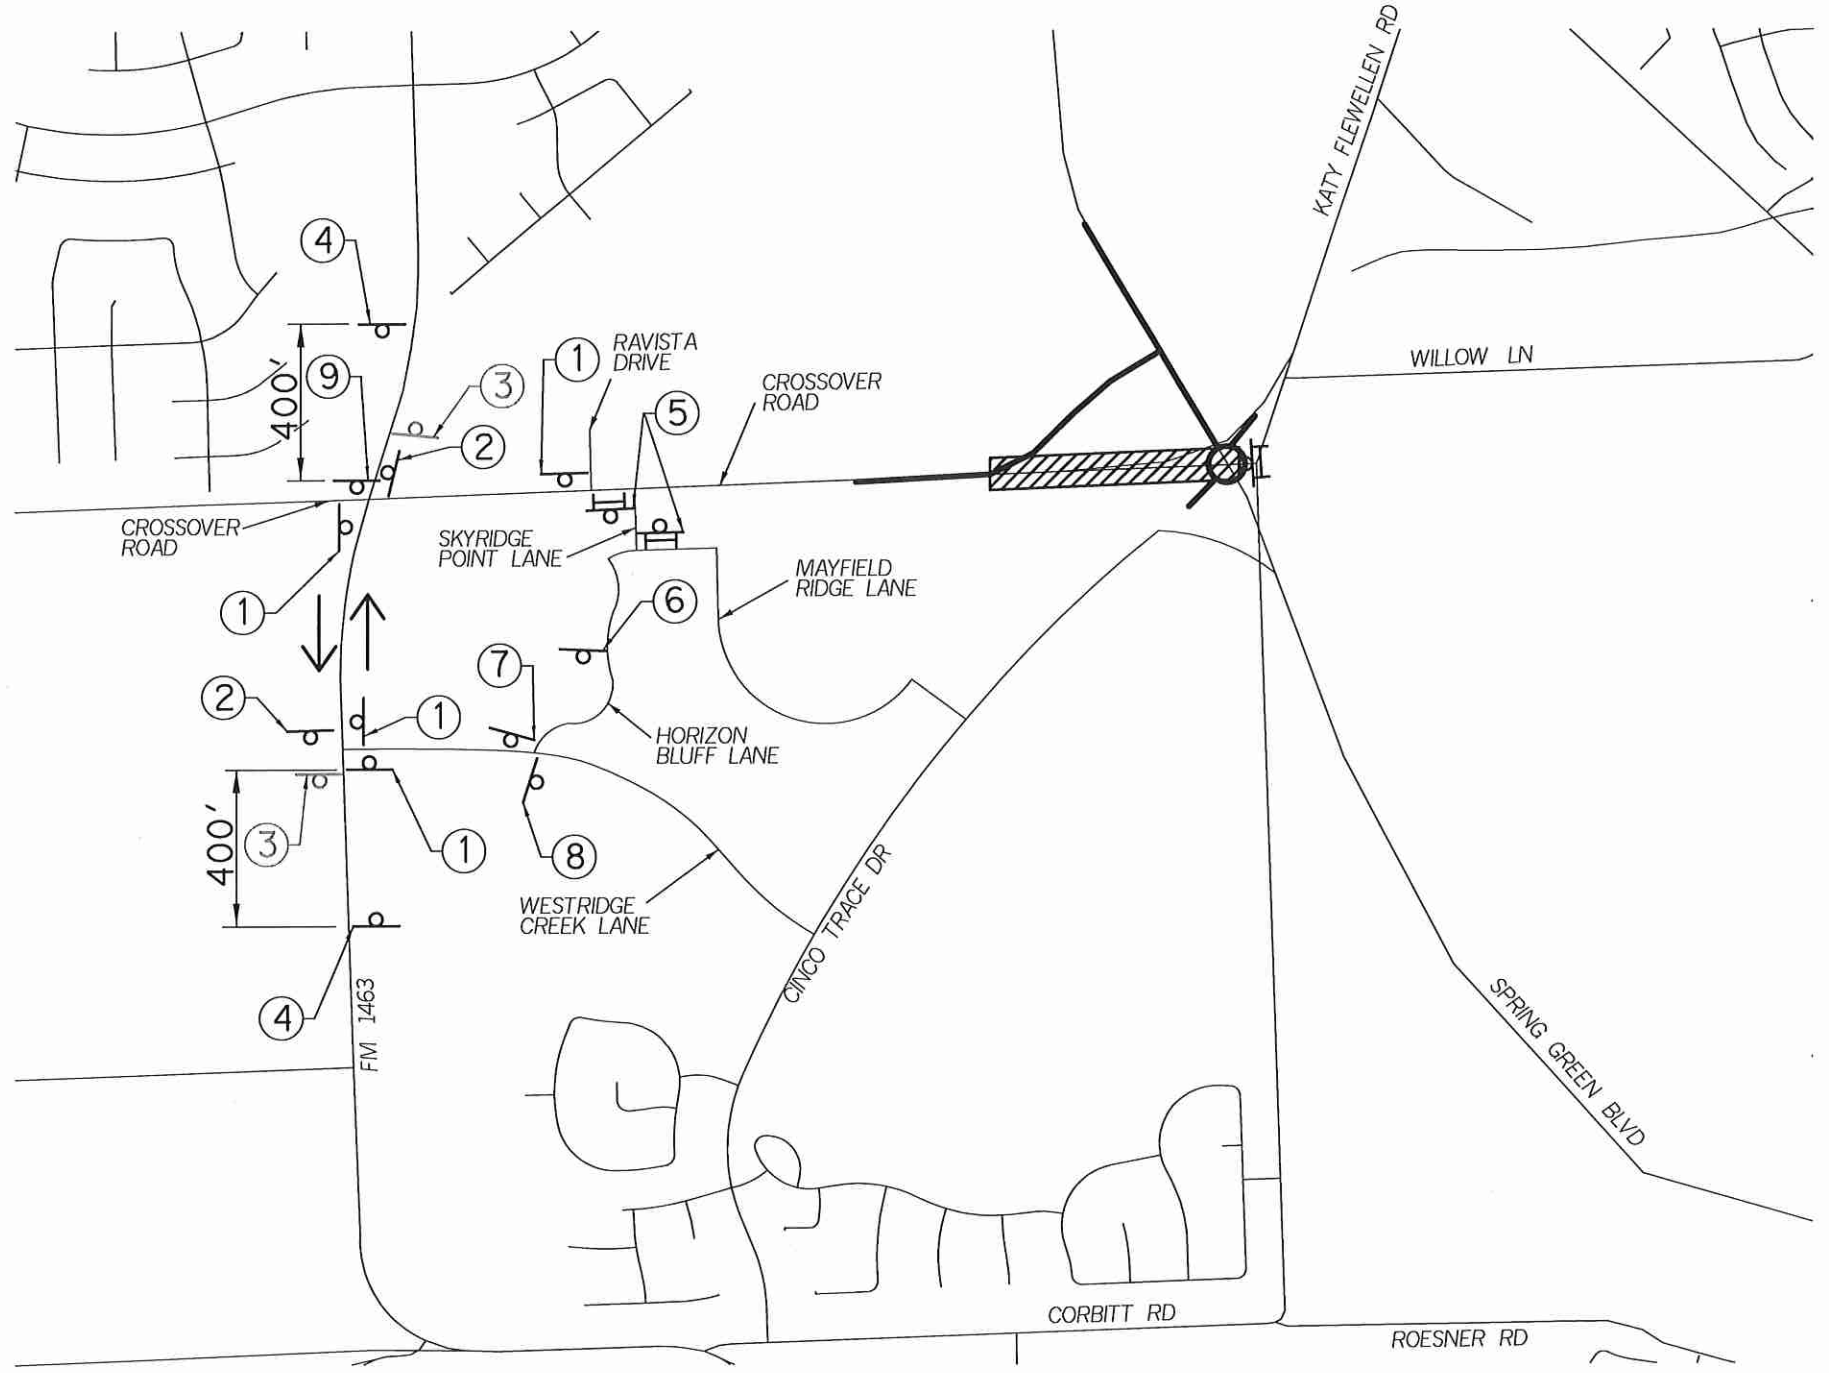 KATY FLEWELLEN RD
4
RAVISTA
DRIVE
1
WILLOW LN
9
400'
3
CROSSOVER
ROAD
5
2
CROSSOVER
ROAD
SKYRIDGE
POINT LANE
MAYFIELD
RIDGE LANE
6
1
7
2
1
HORIZON
BLUFF LANE
400'
3
1
8
WESTRIDGE
CREEK LANE
CINCO TRACE DR
4
FM 1463
SPRING GREEN BLVD
CORBITT RD
ROESNER RD